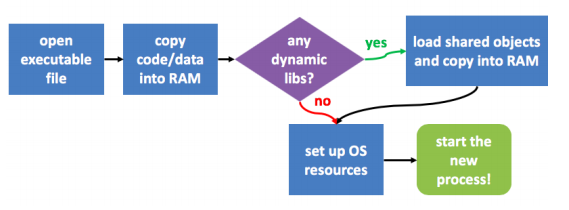 open
executable
file
copy
code/data
into RAM
any
dynamic
libs?
yes
load shared objects
and copy into RAM
no
set up OS
resources
start the
new
process!